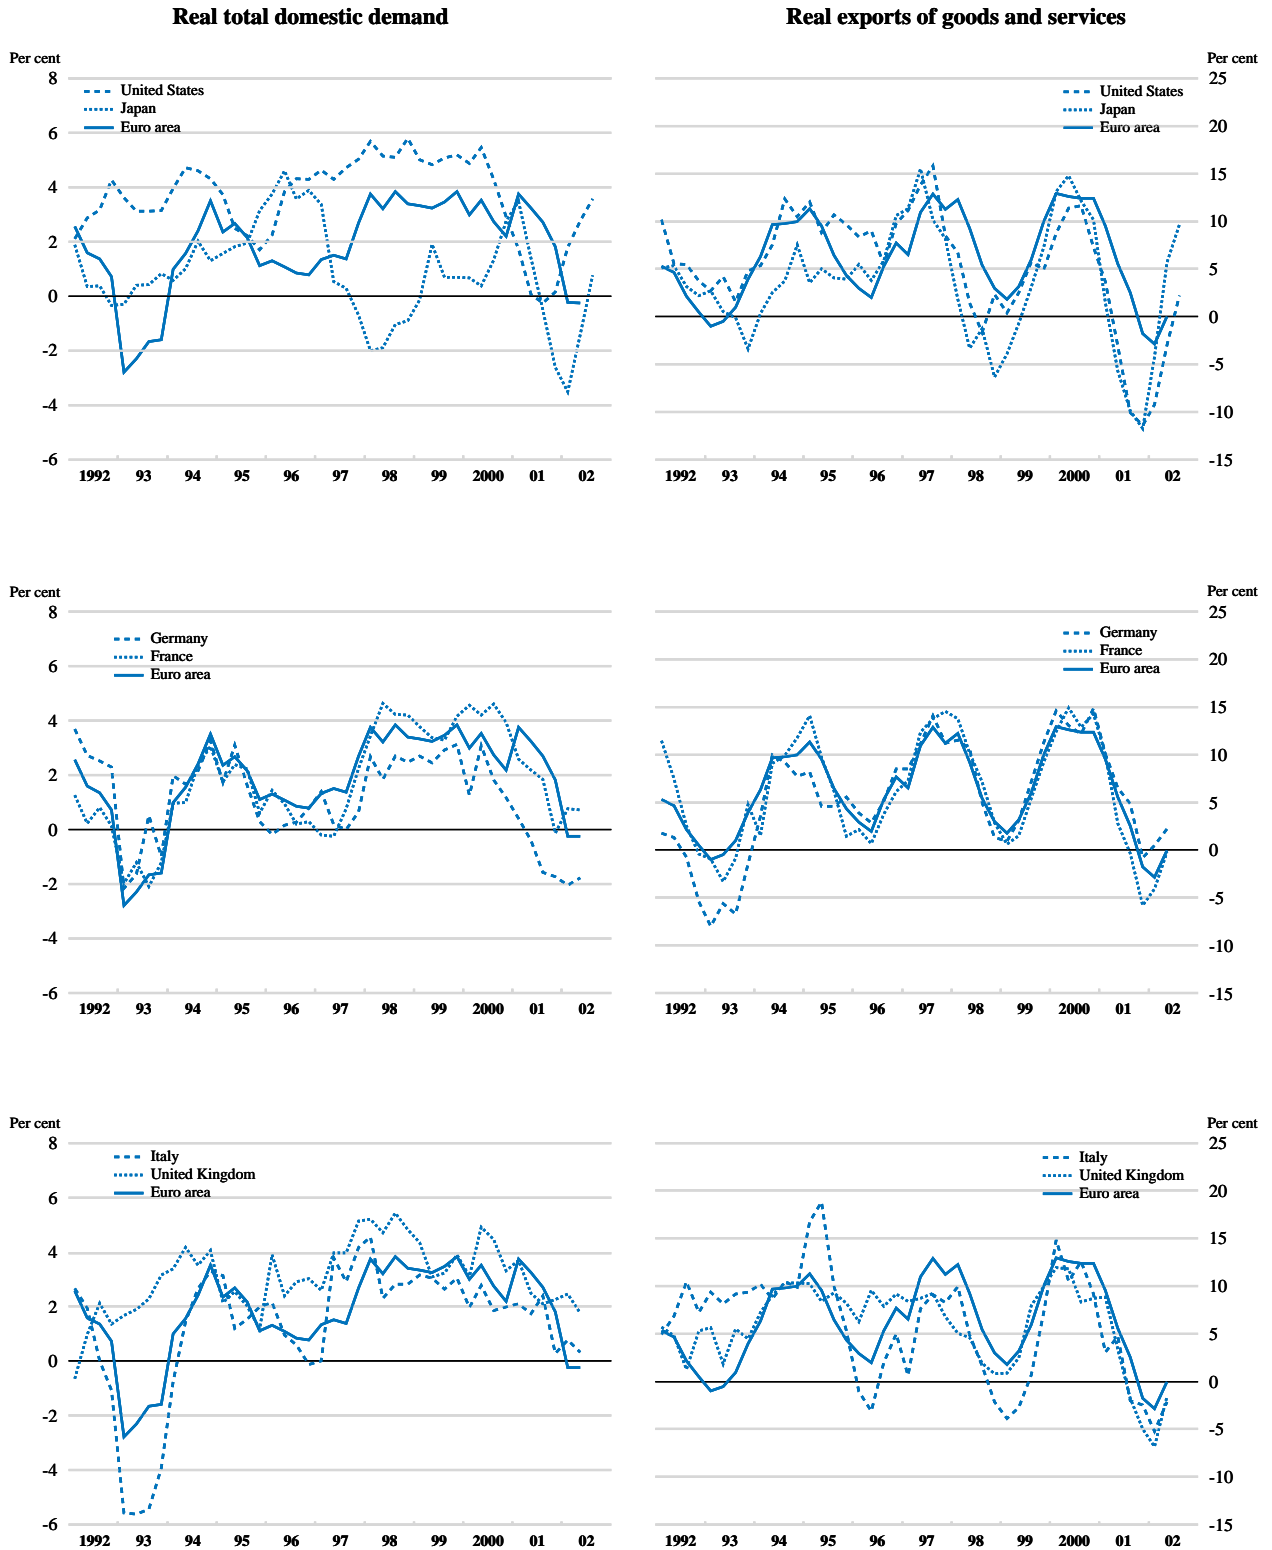 Real total domestic demand
Real exports of goods and services
Per cent
Per cent
8
6
4
2
0
-2
-4
-6
United States
Japan
Euro area
1992 93 94 95 96 97 98 99 2000 01 02
United States
Japan
Euro area
25
20
15
10
5
0
-5
-10
-15
1992 93 94 95 96 97 98 99 2000 01 02
Per cent
Per cent
8
6
4
2
0
-2
-4
-6
Germany
France
Euro area
1992 93 94 95 96 97 98 99 2000 01 02
Germany
France
Euro area
25
20
15
10
5
0
-5
-10
-15
1992 93 94 95 96 97 98 99 2000 01 02
Per cent
Per cent
8
6
4
2
0
-2
-4
-6
Italy
United Kingdom
Euro area
1992 93 94 95 96 97 98 99 2000 01 02
Italy
United Kingdom
Euro area
25
20
15
10
5
0
-5
-10
-15
1992 93 94 95 96 97 98 99 2000 01 02